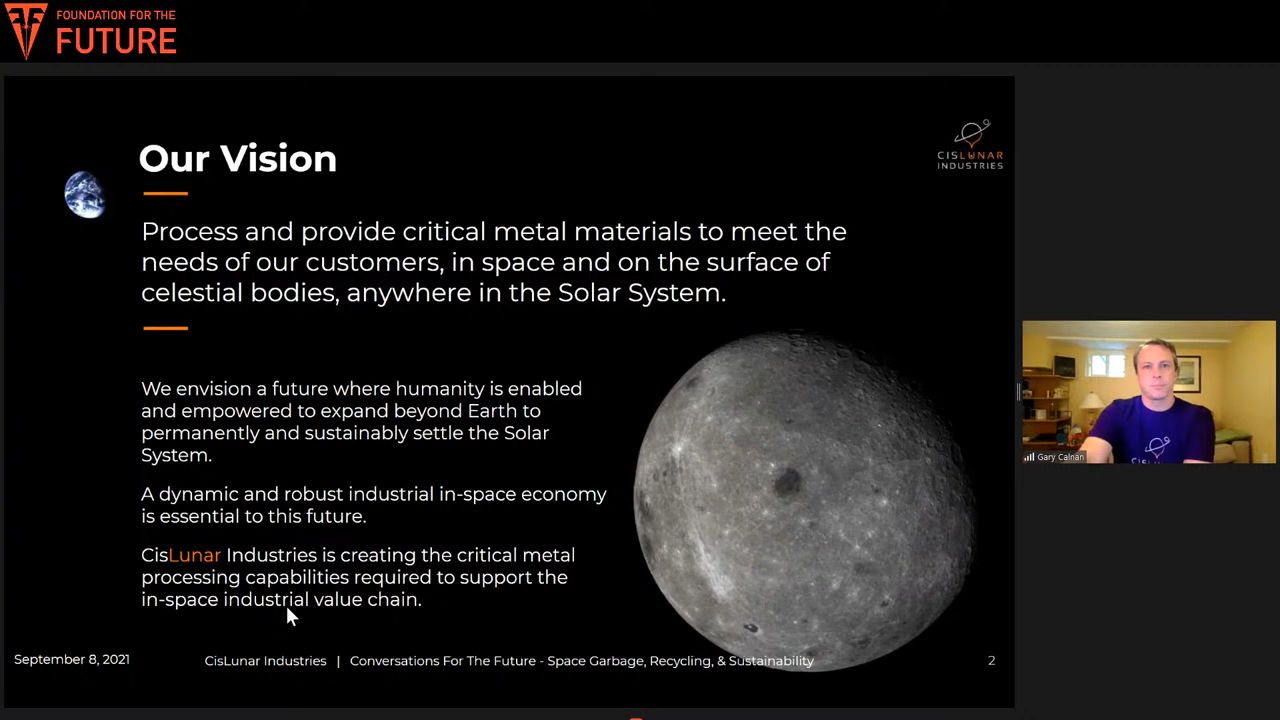 FOUNDATION FOR THE
FUTURE
Our Vision
CISLUNAR
INDUSTRIES
Process and provide critical metal materials to meet the
needs of our customers, in space and on the surface of
celestial bodies, anywhere in the Solar System.
We envision a future where humanity is enabled
and empowered to expand beyond Earth to
permanently and sustainably settle the Solar
System.
A dynamic and robust industrial in-space economy
is essential to this future.
CisLunar Industries is creating the critical metal
processing capabilities required to support the
in-space industrial value chain.
September 8, 2021
CisLunar Industries | Conversations For The Future - Space Garbage, Recycling, & Sustainability
2
Gary Calnan